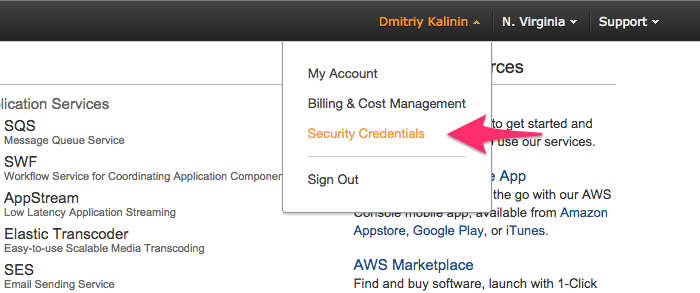 Dmitriy Kalinin N. Virginia Support
My Account
Billing & Cost Management
Security Credentials
Sign Out
lication Services
SQS
Message Queue Service
SWF
Workflow Service for Coordinating Application Componen
AppStream
Low Latency Application Streaming
Elastic Transcoder
Easy-to-use Scalable Media Transcoding
SES
Email Sending Service
rces
to get started and
use our services.
e App
the go with our AWS
Console mobile app, available from Amazon
Appstore, Google Play, or iTunes.
AWS Marketplace
Find and buy software, launch with 1-Click